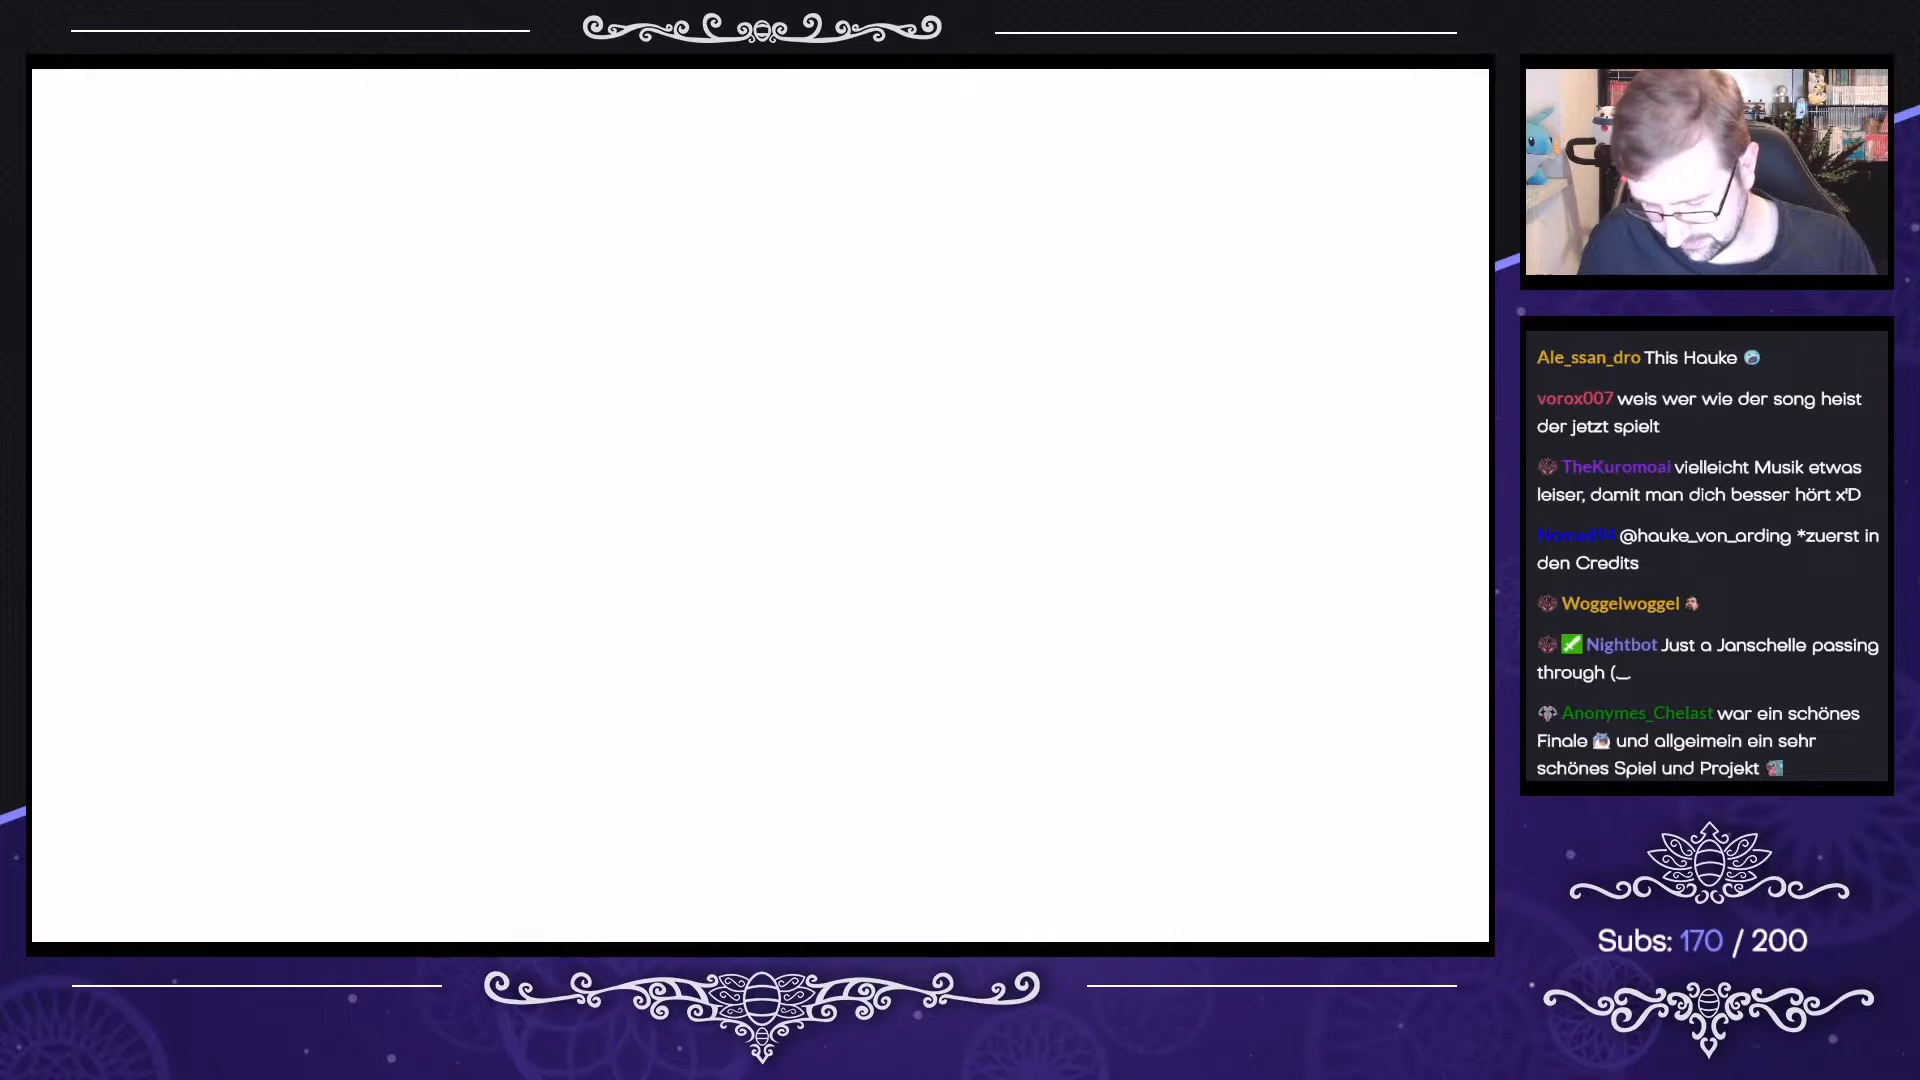 Ale_ssan_dro This Hauke
vorox007 weis wer wie der song heist
der jetzt spielt
TheKuromoai vielleicht Musik etwas
leiser, damit man dich besser hört x'D
Nomad94 @hauke_von_arding *zuerst in
den Credits
Woggelwoggel
Nightbot Just a Janschelle passing
through (._.
Anonymes_Chelast war ein schönes
Finale und allgeimein ein sehr
schönes Spiel und Projekt
Subs: 170 / 200